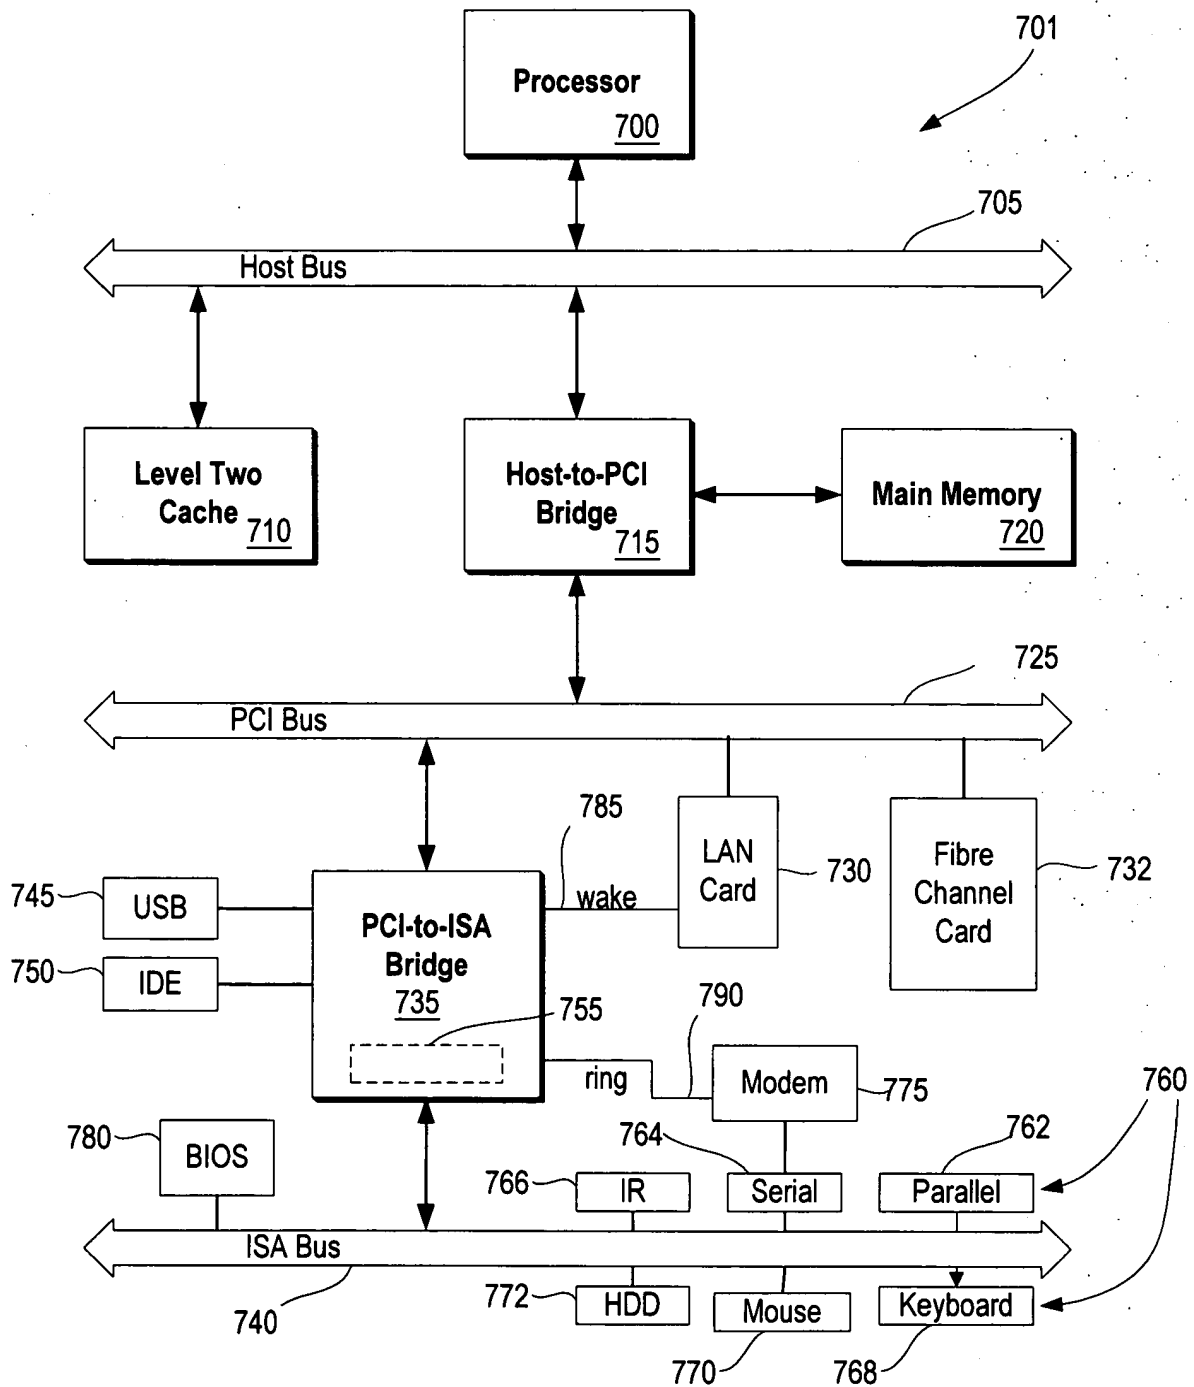 701
Processor
700
705
Host Bus
Level Two
Cache 710
Host-to-PCI
Bridge
715
Main Memory
720
725
PCI Bus
785
LAN
Card
730
Fibre
Channel
Card
732
745
USB
wake
PCI-to-ISA
Bridge
735
750
IDE
755
790
ring
Modem
775
760
780
BIOS
764
762
766
IR
Serial
Parallel
ISA Bus
772
HDD
Mouse
Keyboard
740
770
768